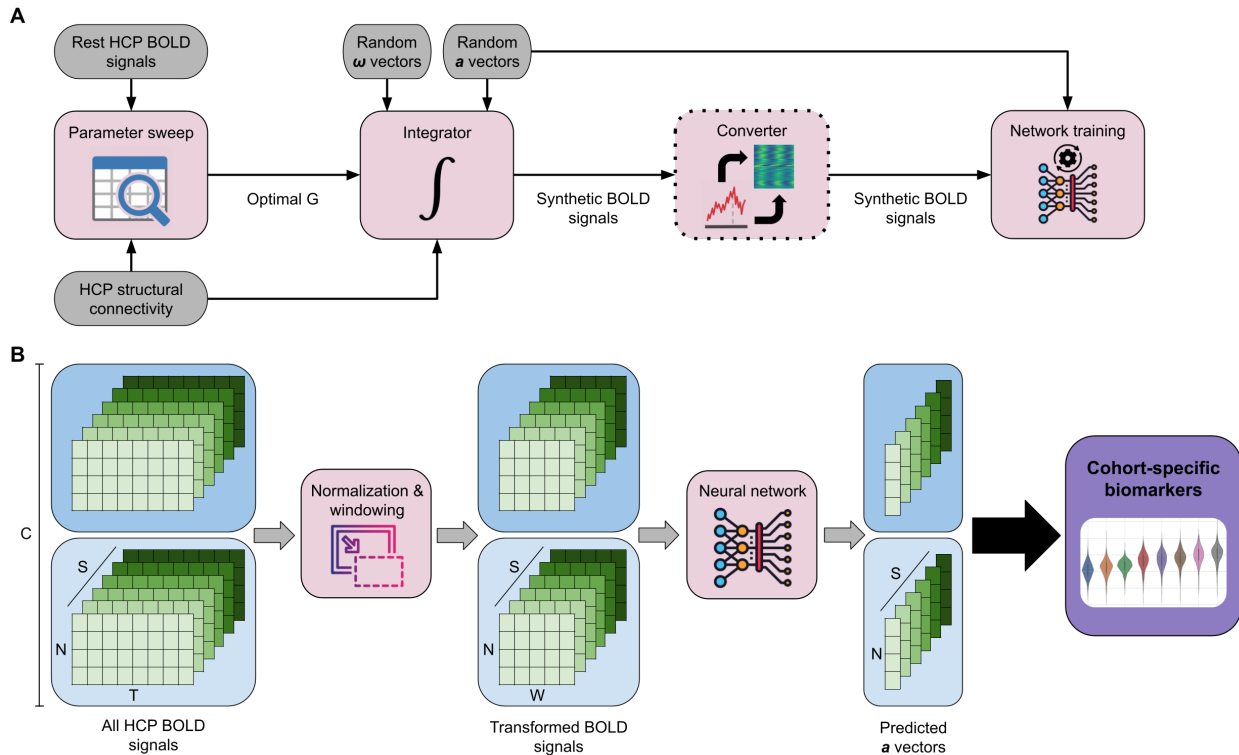 A
Rest HCP BOLD
signals
Random
ω vectors
Random
a vectors
Parameter sweep
Integrator
∫
Converter
Network training
Optimal G
Synthetic BOLD
signals
Synthetic BOLD
signals
HCP structural
connectivity
B
C
S
N
T
All HCP BOLD
signals
Normalization &
windowing
S
N
W
Transformed BOLD
signals
Neural network
S
N
Predicted
a vectors
Cohort-specific
biomarkers